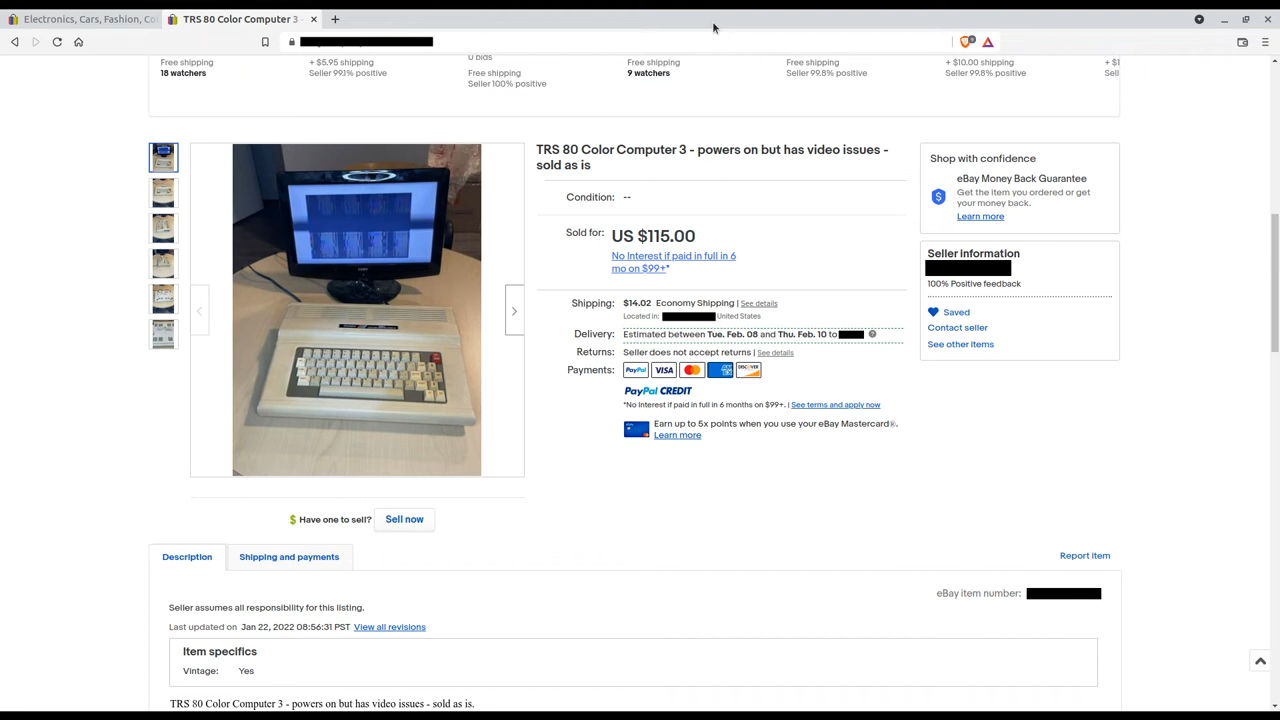 Electronics, Cars, Fashion, Co
TRS 80 Color Computer 3 -
Free shipping
18 watchers
+ $5.95 shipping
Seller 99.1% positive
0 bids
Free shipping
Seller 100% positive
Free shipping
9 watchers
Free shipping
Seller 99.8% positive
+ $10.00 shipping
Seller 99.8% positive
+ $1
Sell
TRS 80 Color Computer 3 - powers on but has video issues -
sold as is
Condition: --
Sold for: US $115.00
No Interest if paid in full in 6
mo on $99+*
Shipping: $14.02 Economy Shipping | See details
Located in: United States
Delivery: Estimated between Tue. Feb. 08 and Thu. Feb. 10 to
Returns: Seller does not accept returns | See details
Payments: PayPal VISA DISCOVER
PayPal CREDIT
*No Interest if paid in full in 6 months on $99+. | See terms and apply now
Earn up to 5x points when you use your eBay Mastercard®.
Learn more
Shop with confidence
eBay Money Back Guarantee
Get the item you ordered or get
your money back.
Learn more
Seller information
100% Positive feedback
Saved
Contact seller
See other items
Have one to sell? Sell now
Description
Shipping and payments
Report item
eBay item number:
Seller assumes all responsibility for this listing.
Last updated on Jan 22, 2022 08:56:31 PST View all revisions
Item specifics
Vintage: Yes
TRS 80 Color Computer 3 - powers on but has video issues - sold as is.